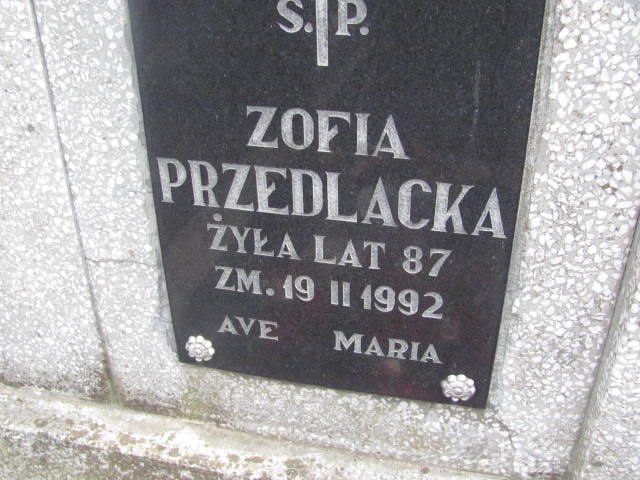 Ś.P.
ZOFIA
PRZEDLACKA
ŻYŁA LAT 87
ZM. 19 II 1992
AVE MARIA